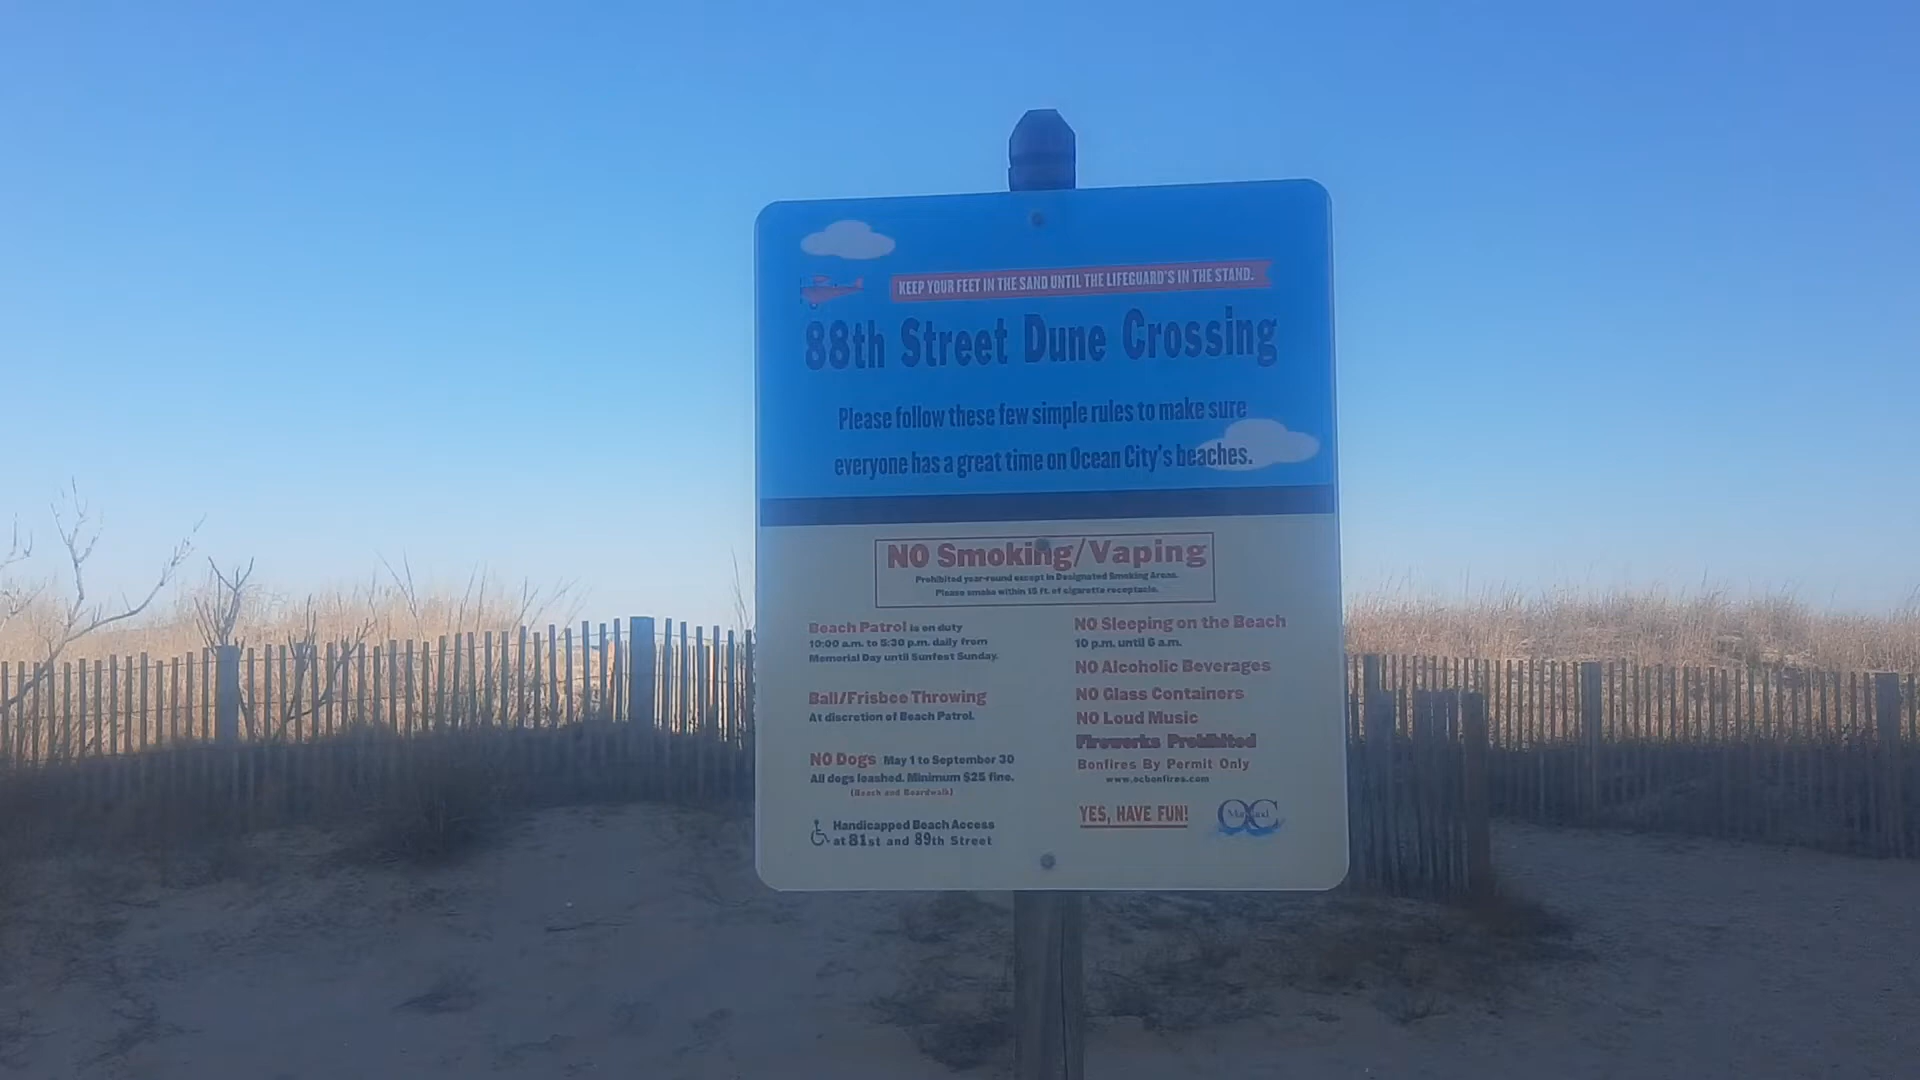 KEEP YOUR FEET IN THE SAND UNTIL THE LIFEGUARD'S IN THE STAND.
88th Street Dune Crossing
Please follow these few simple rules to make sure
everyone has a great time on Ocean City's beaches.
NO Smoking/Vaping
Prohibited year-round except in Designated Smoking Areas.
Please smoke within 15 ft. of cigarette receptacle.
Beach Patrol is on duty
10:00 a.m. to 5:30 p.m. daily from
Memorial Day until Sunfest Sunday.
Ball/Frisbee Throwing
At discretion of Beach Patrol.
NO Dogs May 1 to September 30
All dogs leashed. Minimum $25 fine.
(Beach and Boardwalk)
Handicapped Beach Access
at 81st and 89th Street
NO Sleeping on the Beach
10 p.m. until 6 a.m.
NO Alcoholic Beverages
NO Glass Containers
NO Loud Music
Fireworks Prohibited
Bonfires By Permit Only
www.ocbonfires.com
YES, HAVE FUN!
OC
Maryland